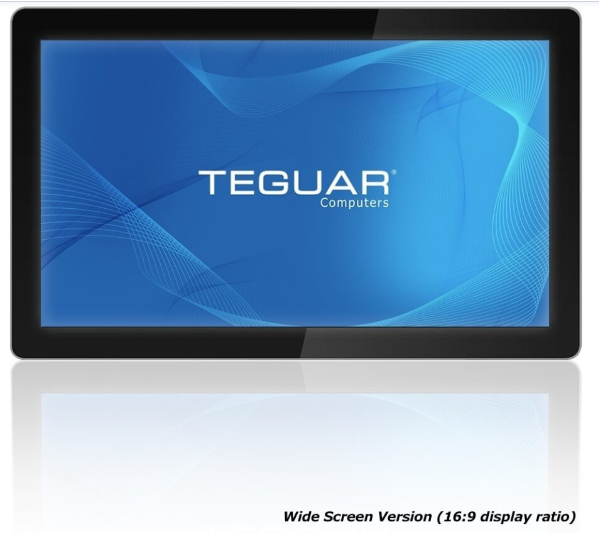 TEGUAR®
Computers
Wide Screen Version (16:9 display ratio)